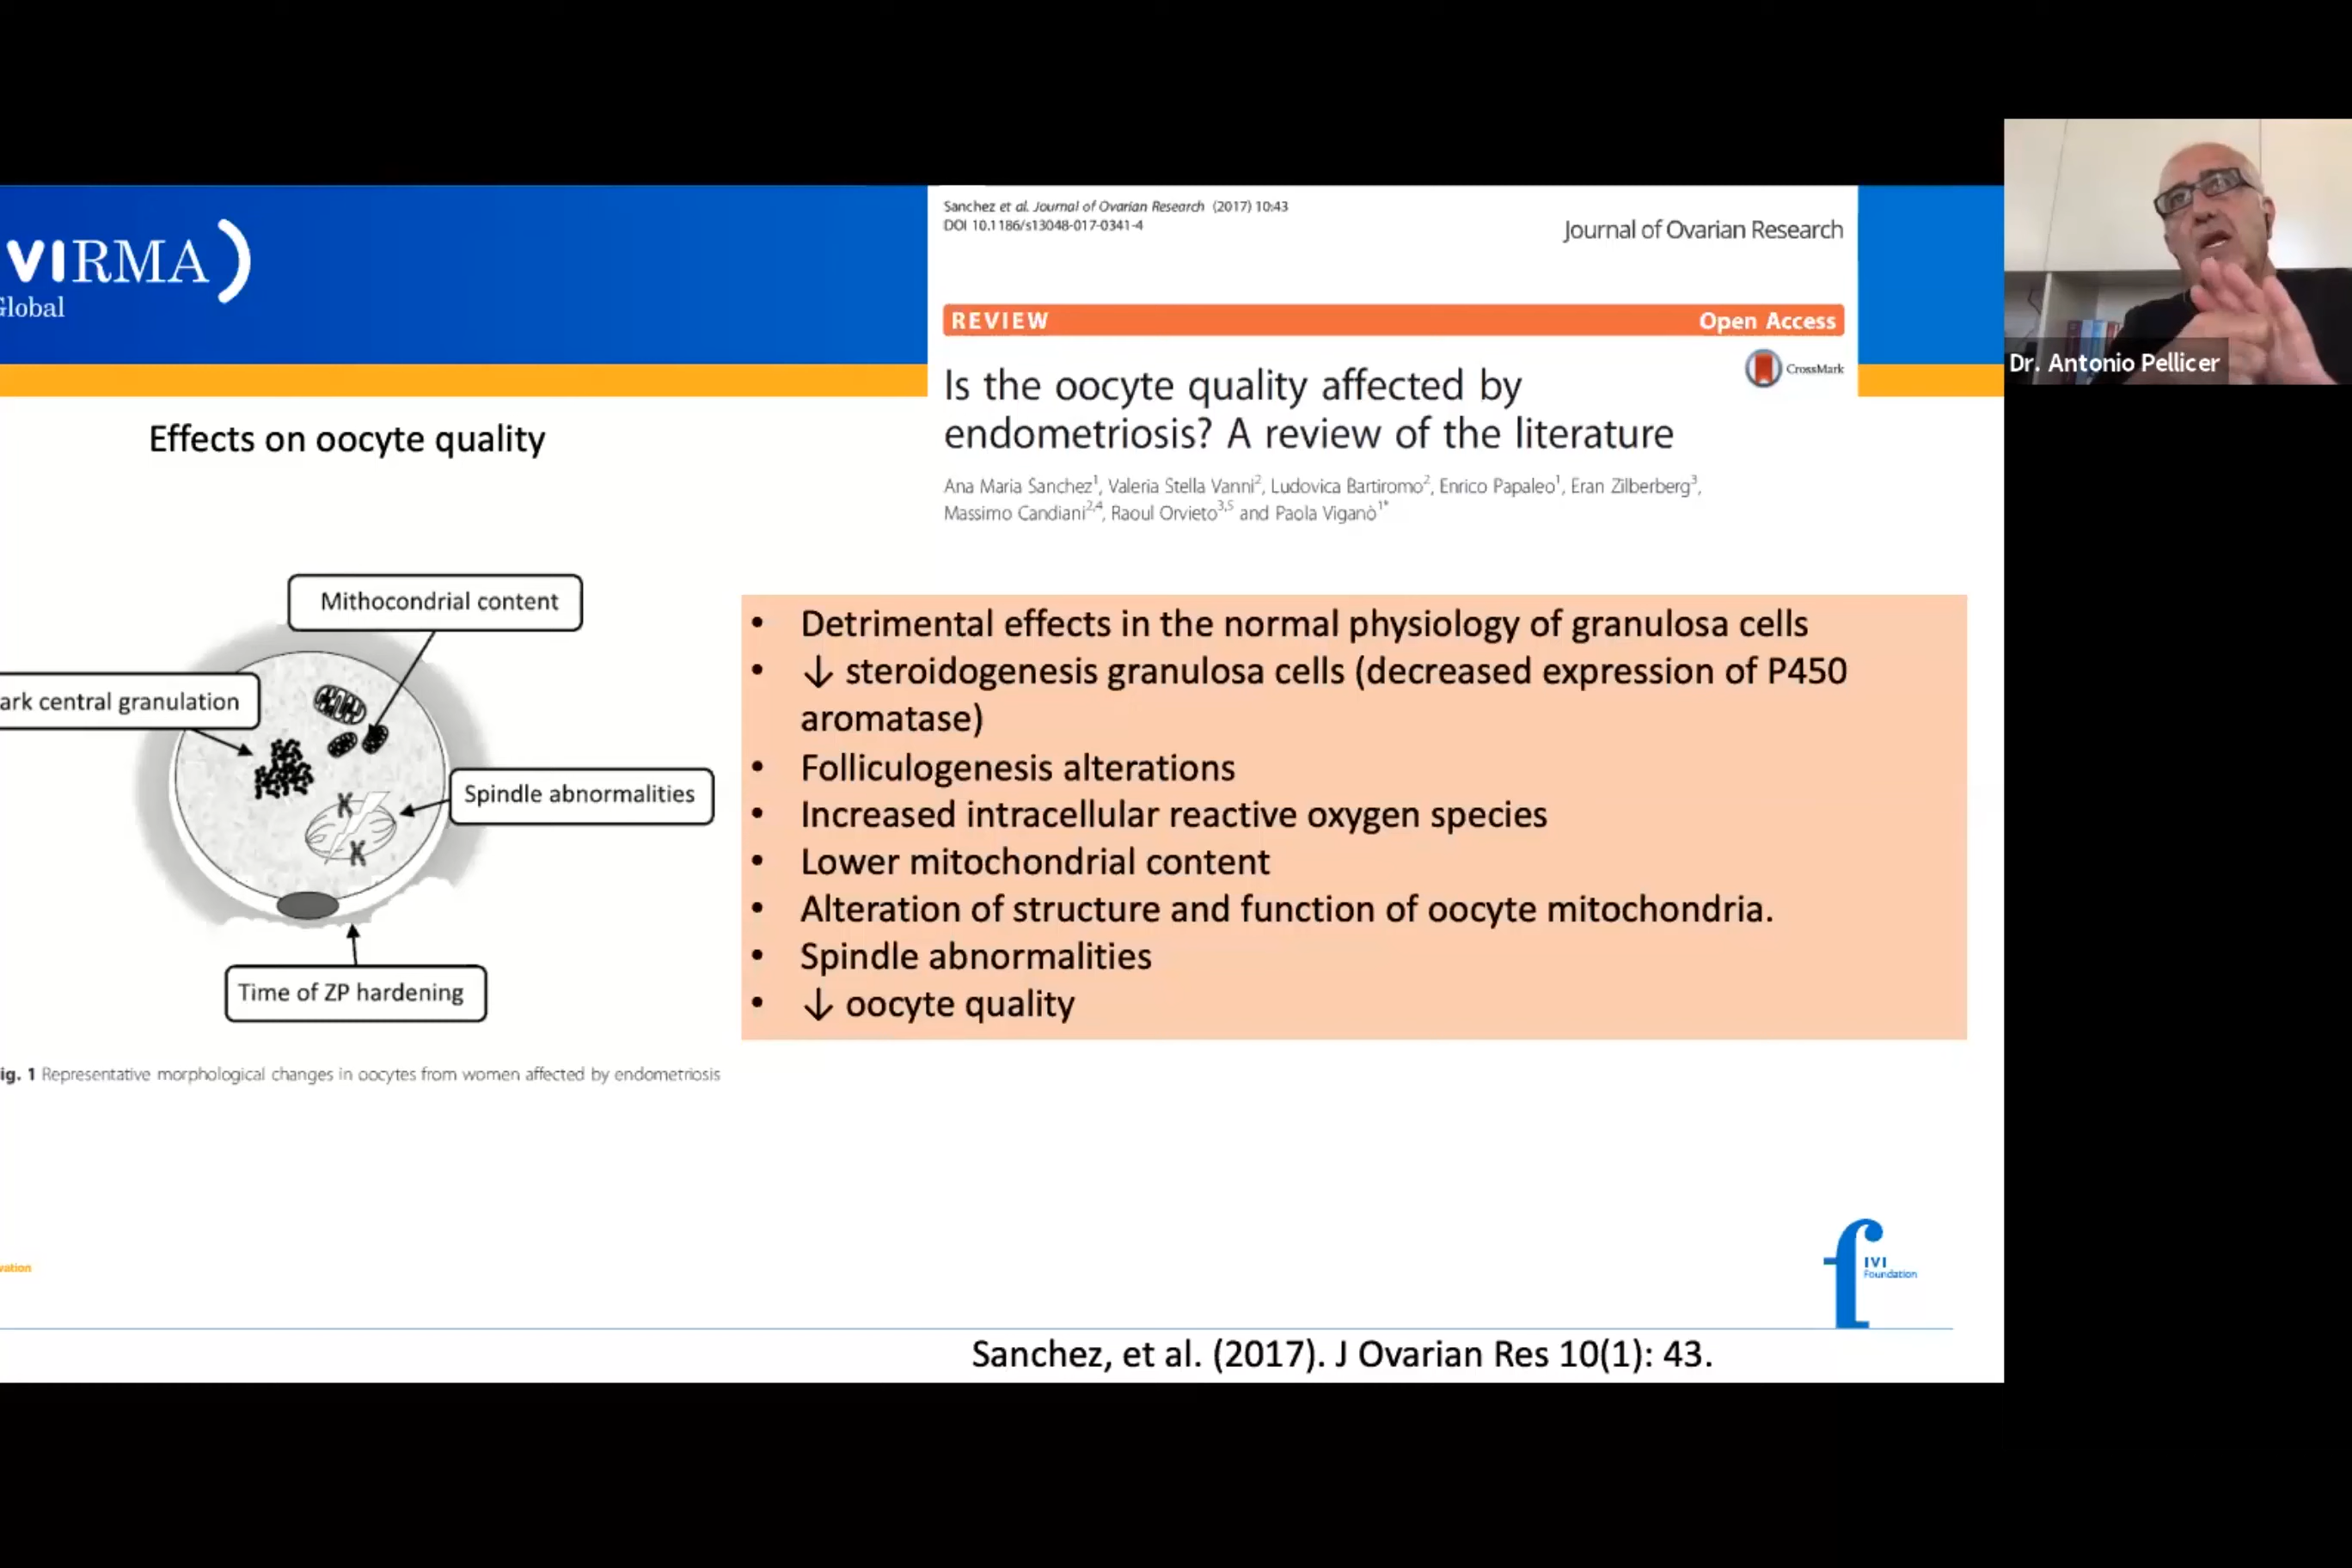 VIRMA
Global
Sanchez et al. Journal of Ovarian Research (2017) 10:43
DOI 10.1186/s13048-017-0341-4
Journal of Ovarian Research
REVIEW Open Access
CrossMark
Is the oocyte quality affected by
endometriosis? A review of the literature
Ana Maria Sanchez1, Valeria Stella Vanni2, Ludovica Bartiromo2, Enrico Papaleo1, Eran Zilberberg3,
Massimo Candiani2,4, Raoul Orvieto3,5 and Paola Viganò1*
Dr. Antonio Pellicer
Effects on oocyte quality
Mithocondrial content
ark central granulation
Spindle abnormalities
Time of ZP hardening
ig. 1 Representative morphological changes in oocytes from women affected by endometriosis
• Detrimental effects in the normal physiology of granulosa cells
• ↓ steroidogenesis granulosa cells (decreased expression of P450
aromatase)
• Folliculogenesis alterations
• Increased intracellular reactive oxygen species
• Lower mitochondrial content
• Alteration of structure and function of oocyte mitochondria.
• Spindle abnormalities
• ↓ oocyte quality
vation
IVI
Foundation
Sanchez, et al. (2017). J Ovarian Res 10(1): 43.